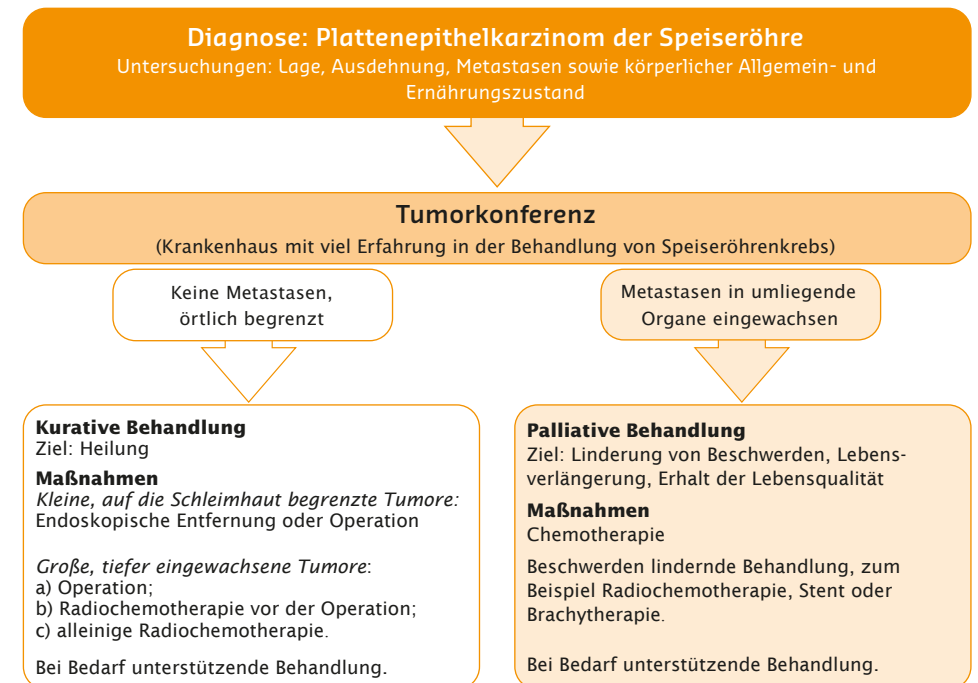 Diagnose: Plattenepithelkarzinom der Speiseröhre
Untersuchungen: Lage, Ausdehnung, Metastasen sowie körperlicher Allgemein- und
Ernährungszustand
Tumorkonferenz
(Krankenhaus mit viel Erfahrung in der Behandlung von Speiseröhrenkrebs)
Keine Metastasen,
örtlich begrenzt
Metastasen in umliegende
Organe eingewachsen
Kurative Behandlung
Ziel: Heilung
Maßnahmen
Kleine, auf die Schleimhaut begrenzte Tumore:
Endoskopische Entfernung oder Operation
Große, tiefer eingewachsene Tumore:
a) Operation;
b) Radiochemotherapie vor der Operation;
c) alleinige Radiochemotherapie.
Bei Bedarf unterstützende Behandlung.
Palliative Behandlung
Ziel: Linderung von Beschwerden, Lebens-
verlängerung, Erhalt der Lebensqualität
Maßnahmen
Chemotherapie
Beschwerden lindernde Behandlung, zum
Beispiel Radiochemotherapie, Stent oder
Brachytherapie.
Bei Bedarf unterstützende Behandlung.